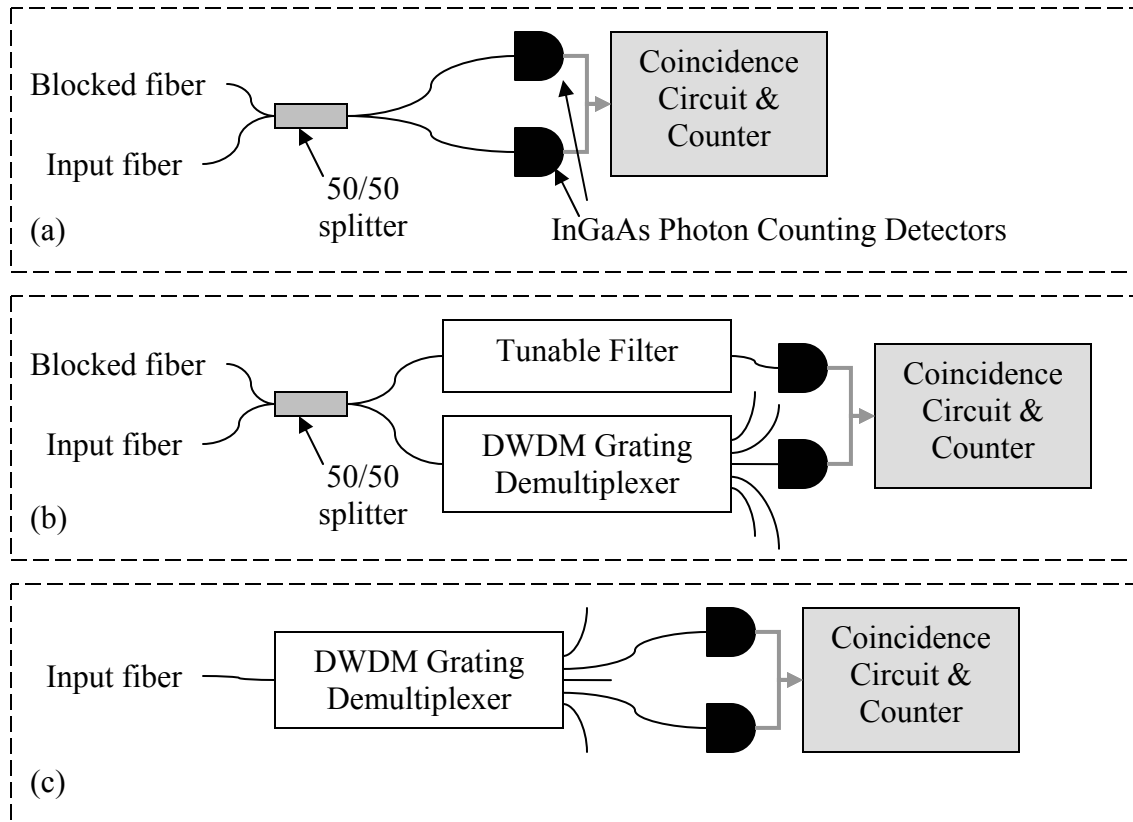 Blocked fiber
Input fiber
50/50
splitter
Coincidence
Circuit &
Counter
InGaAs Photon Counting Detectors
(a)
Blocked fiber
Input fiber
50/50
splitter
Tunable Filter
DWDM Grating
Demultiplexer
Coincidence
Circuit &
Counter
(b)
Input fiber
DWDM Grating
Demultiplexer
Coincidence
Circuit &
Counter
(c)